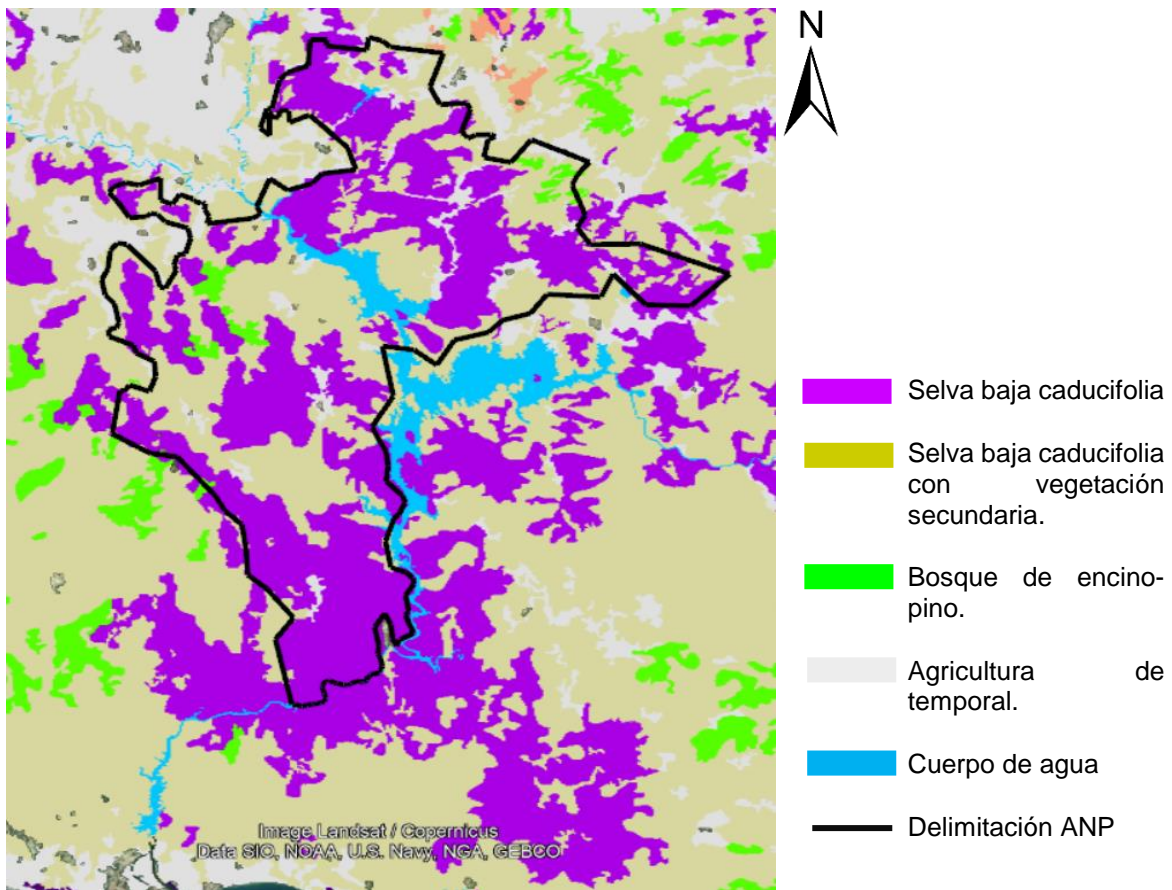 N
Selva baja caducifolia
Selva baja caducifolia
con vegetación
secundaria.
Bosque de encino-
pino.
Agricultura de
temporal.
Cuerpo de agua
Delimitación ANP
Image Landsat / Copernicus
Data SIO, NOAA, U.S. Navy, NGA, GEBCO